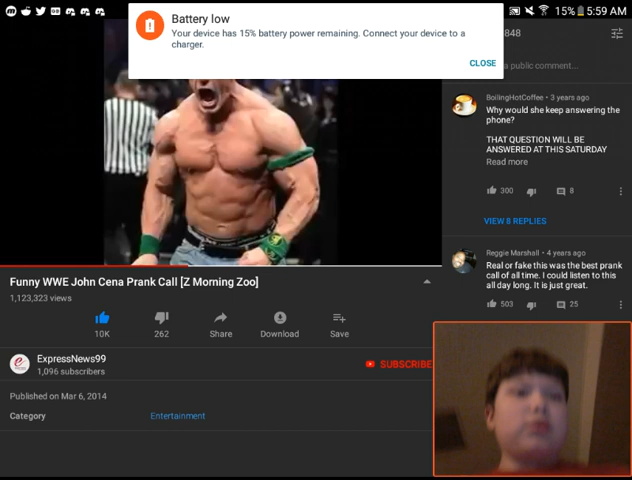 15% 5:59 AM
Battery low
Your device has 15% battery power remaining. Connect your device to a
charger.
CLOSE
848
a public comment...
BoilingHotCoffee • 3 years ago
Why would she keep answering the
phone?
THAT QUESTION WILL BE
ANSWERED AT THIS SATURDAY
Read more
300
8
VIEW 8 REPLIES
Reggie Marshall • 4 years ago
Real or fake this was the best prank
call of all time. I could listen to this
all day long. It is just great.
503
25
Funny WWE John Cena Prank Call [Z Morning Zoo]
1,123,323 views
10K
262
Share
Download
Save
ExpressNews99
1,096 subscribers
SUBSCRIBE
Published on Mar 6, 2014
Category
Entertainment